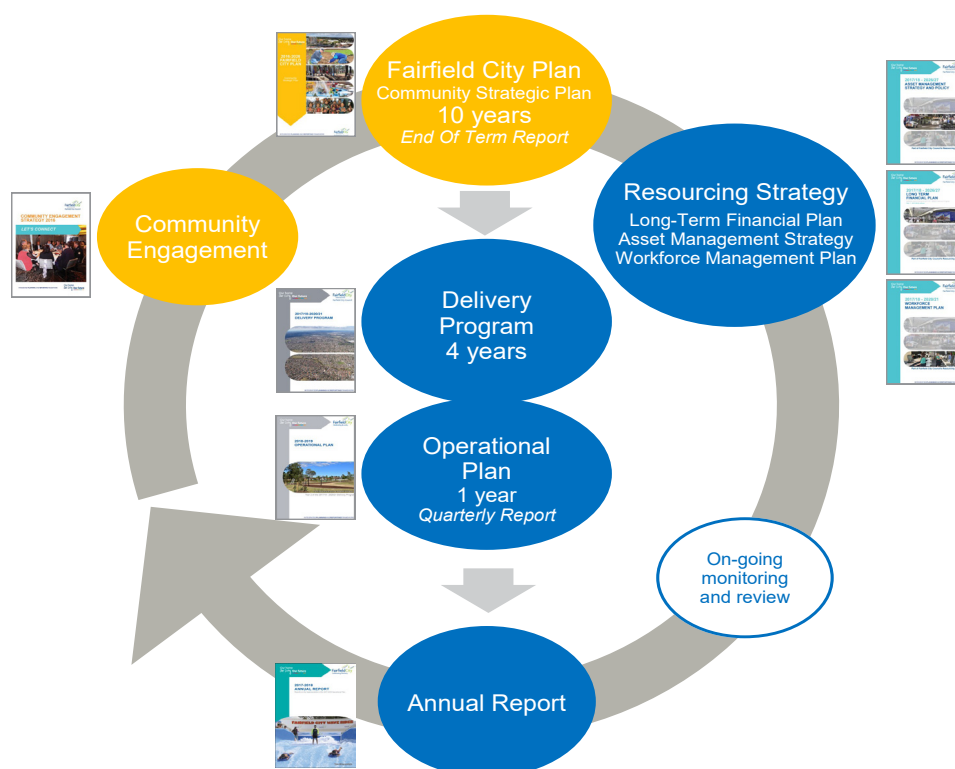 Fairfield City Plan
Community Strategic Plan
10 years
End Of Term Report
Resourcing Strategy
Long-Term Financial Plan
Asset Management Strategy
Workforce Management Plan
Community
Engagement
Delivery
Program
4 years
Operational
Plan
1 year
Quarterly Report
On-going
monitoring
and review
Annual Report
COMMUNITY ENGAGEMENT
LET'S CONNECT
DELIVERY PROGRAM
OPERATIONAL PLAN
2017-2018
ANNUAL REPORT
ASSET MANAGEMENT
STRATEGY AND POLICY
LONG TERM
FINANCIAL PLAN
WORKFORCE
MANAGEMENT PLAN